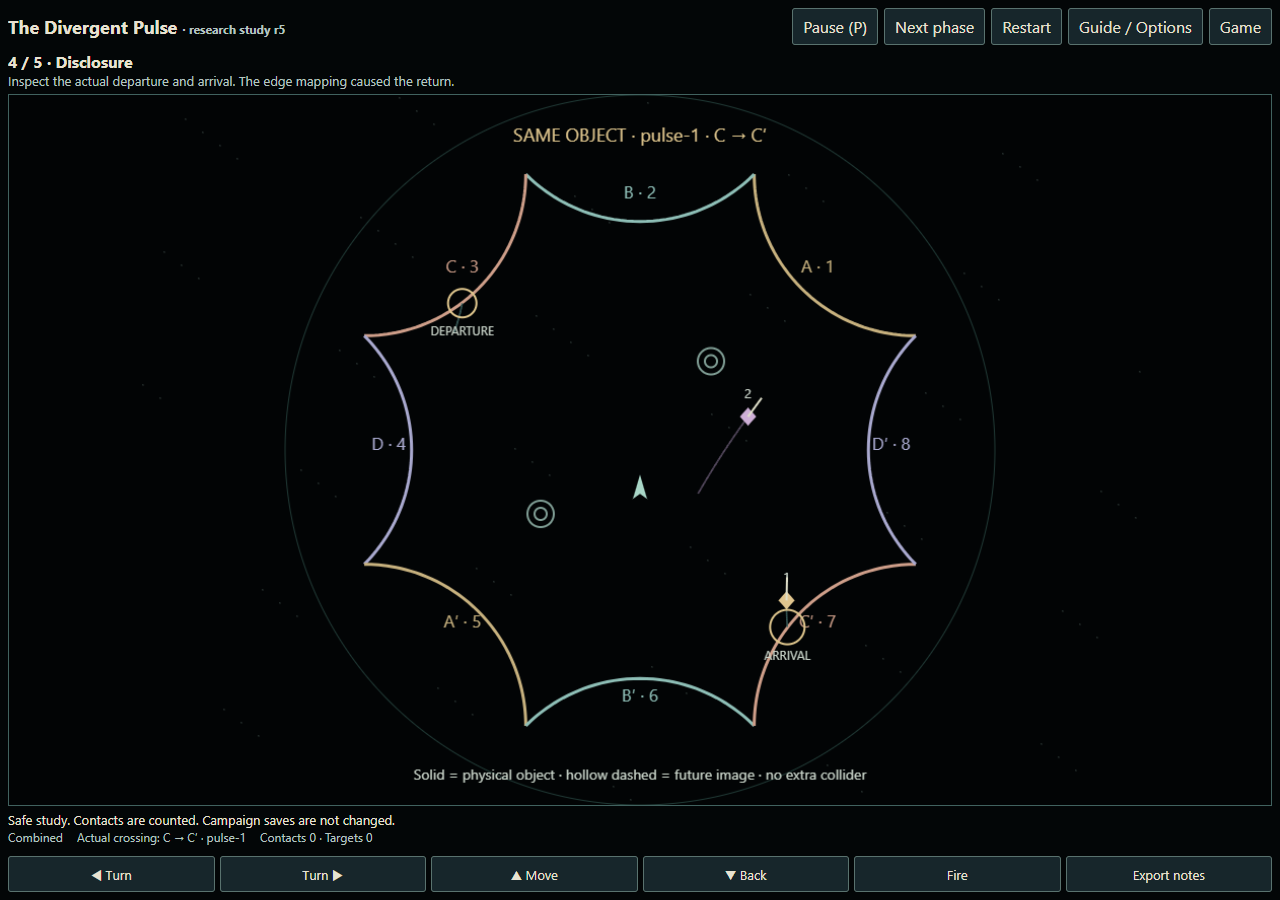 The Divergent Pulse · research study r5
Pause (P)
Next phase
Restart
Guide / Options
Game
4 / 5 · Disclosure
Inspect the actual departure and arrival. The edge mapping caused the return.
SAME OBJECT · pulse-1 · C → C′
B · 2
C · 3
A · 1
DEPARTURE
2
D · 4
D′ · 8
1
A′ · 5
C′ · 7
ARRIVAL
B′ · 6
Solid = physical object · hollow dashed = future image · no extra collider
Safe study. Contacts are counted. Campaign saves are not changed.
Combined Actual crossing: C → C′ · pulse-1 Contacts 0 · Targets 0
◀ Turn
Turn ▶
▲ Move
▼ Back
Fire
Export notes